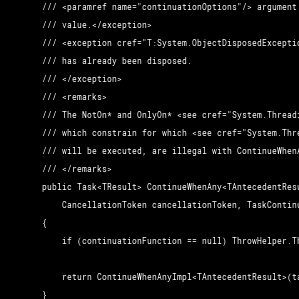 /// <paramref name="continuationOptions"/> argument
/// value.</exception>
/// <exception cref="T:System.ObjectDisposedExceptio
/// has already been disposed.
/// </exception>
/// <remarks>
/// The NotOn* and OnlyOn* <see cref="System.Threadi
/// which constrain for which <see cref="System.Thre
/// will be executed, are illegal with ContinueWhenA
/// </remarks>
public Task<TResult> ContinueWhenAny<TAntecedentResu
CancellationToken cancellationToken, TaskContinu
{
if (continuationFunction == null) ThrowHelper.Th
return ContinueWhenAnyImpl<TAntecedentResult>(ta
}